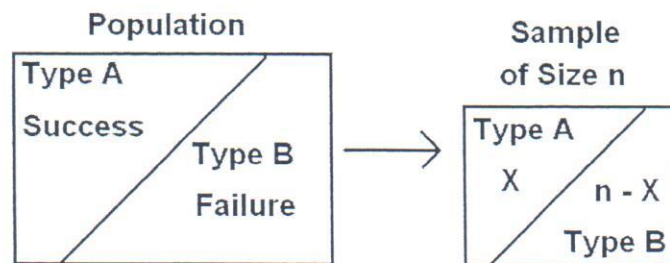 Population
Type A
Success
Type B
Failure
Sample
of Size n
Type A
X
n - X
Type B